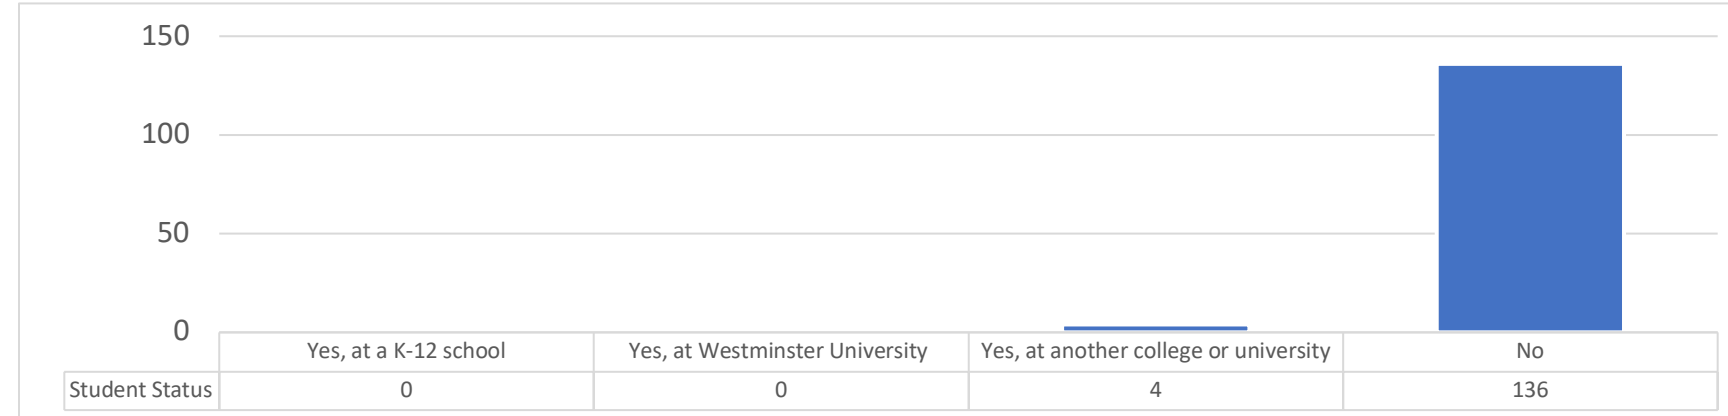 150
100
50
0
Yes, at a K-12 school Yes, at Westminster University Yes, at another college or university No
Student Status 0 0 4 136